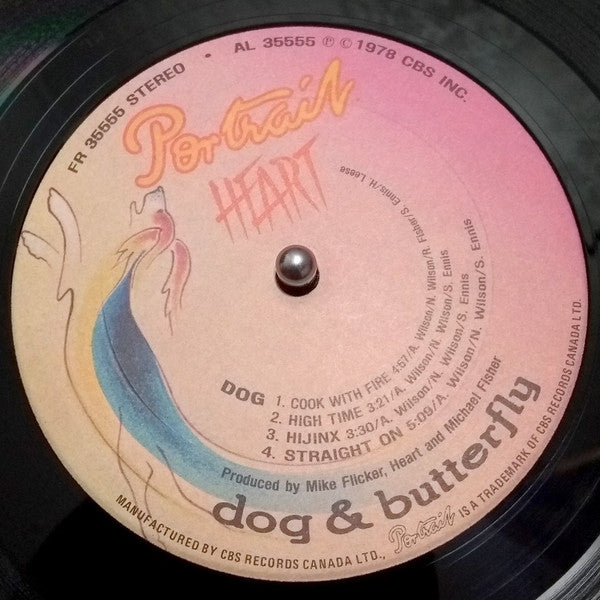 FR 35555 STEREO • AL 35555 ℗ © 1978 CBS INC.
Portrait
HEART
DOG 1. COOK WITH FIRE 4:57/A. Wilson/N. Wilson/R. Fisher/S. Ennis/H. Leese
2. HIGH TIME 3:21/A. Wilson/N. Wilson/S. Ennis
3. HIJINX 3:30/A. Wilson/N. Wilson/S. Ennis
4. STRAIGHT ON 5:09/A. Wilson/N. Wilson/S. Ennis
Produced by Mike Flicker, Heart and Michael Fisher
dog & butterfly
MANUFACTURED BY CBS RECORDS CANADA LTD., Portrait IS A TRADEMARK OF CBS RECORDS CANADA LTD.